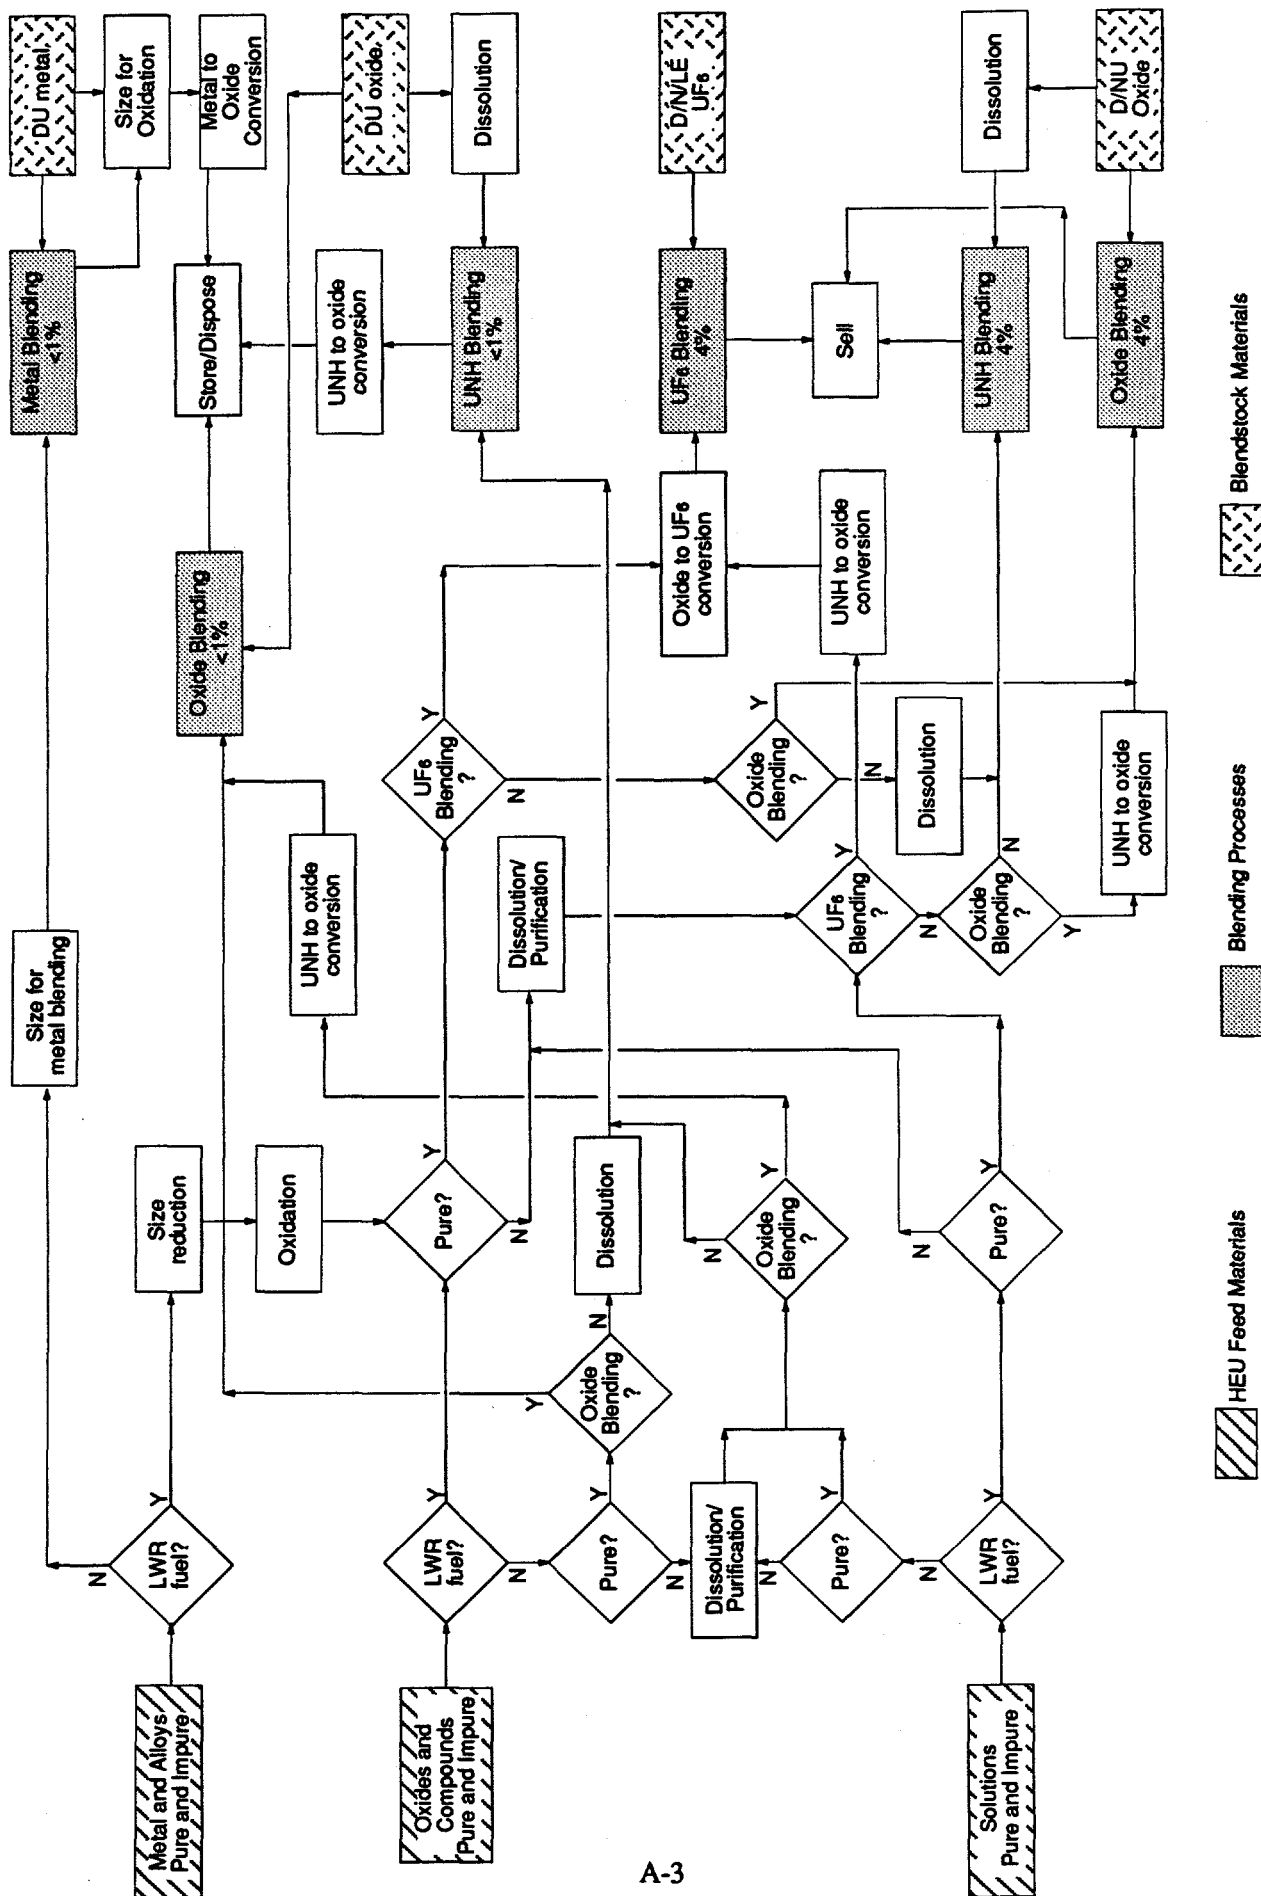 Metal and Alloys
Pure and Impure
LWR
fuel?
N
Y
Size for
metal blending
Metal Blending
<1%
DU metal
Size for
Oxidation
Metal to
Oxide
Conversion
Size
reduction
Oxidation
Oxide Blending
<1%
Store/Dispose
DU oxide
UNH to oxide
conversion
UNH to oxide
conversion
Dissolution
UNH Blending
<1%
Oxides and
Compounds
Pure and Impure
LWR
fuel?
Y
N
Pure?
Y
N
UF6
Blending
?
Y
N
Dissolution/
Purification
Pure?
Y
N
Oxide
Blending
?
Y
N
Dissolution
Oxide to UF6
conversion
UF6 Blending
4%
D/N/LE
UF6
Dissolution/
Purification
Pure?
Y
N
Oxide
Blending
?
Y
N
Oxide
Blending
?
Y
N
UNH to oxide
conversion
Sell
UF6
Blending
?
Y
N
Dissolution
Solutions
Pure and Impure
LWR
fuel?
Y
N
Pure?
Y
N
Oxide
Blending
?
N
Y
UNH Blending
4%
Dissolution
UNH to oxide
conversion
Oxide Blending
4%
D/NU
Oxide
HEU Feed Materials
Blending Processes
Blendstock Materials
A-3